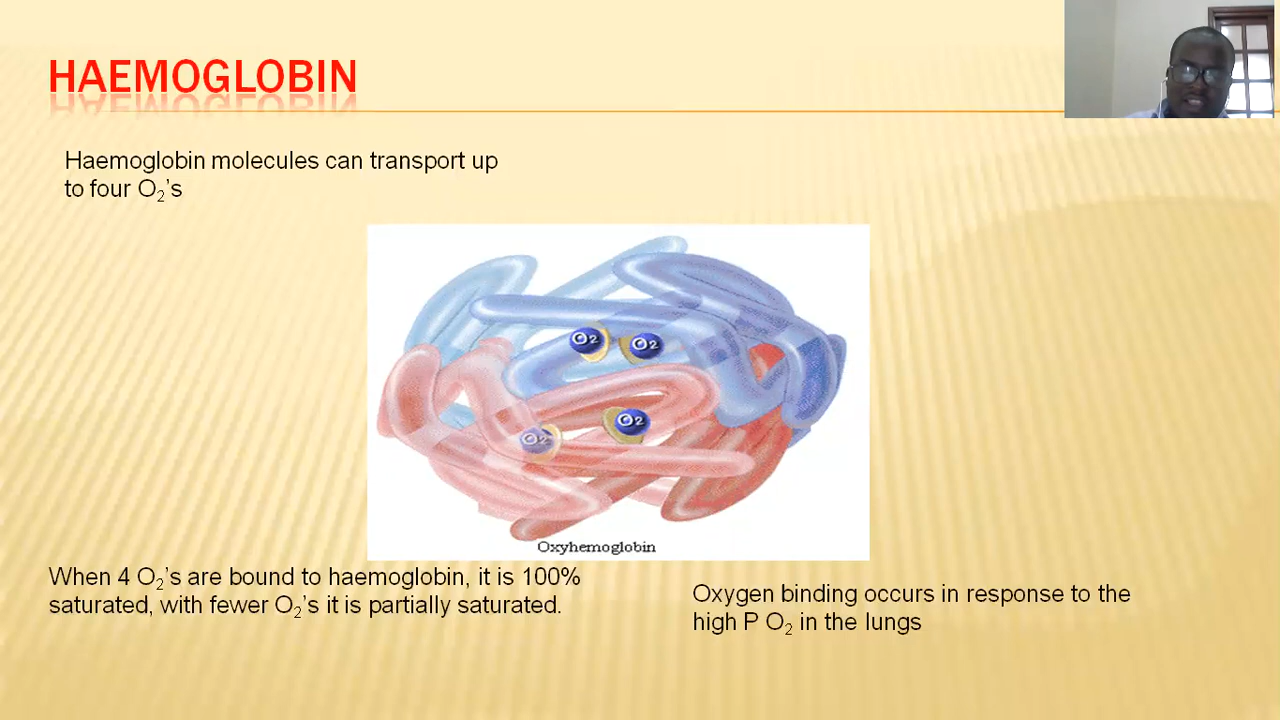 HAEMOGLOBIN
Haemoglobin molecules can transport up
to four O₂'s
O₂
O₂
O₂
O₂
Oxyhemoglobin
When 4 O₂'s are bound to haemoglobin, it is 100%
saturated, with fewer O₂'s it is partially saturated.
Oxygen binding occurs in response to the
high P O₂ in the lungs